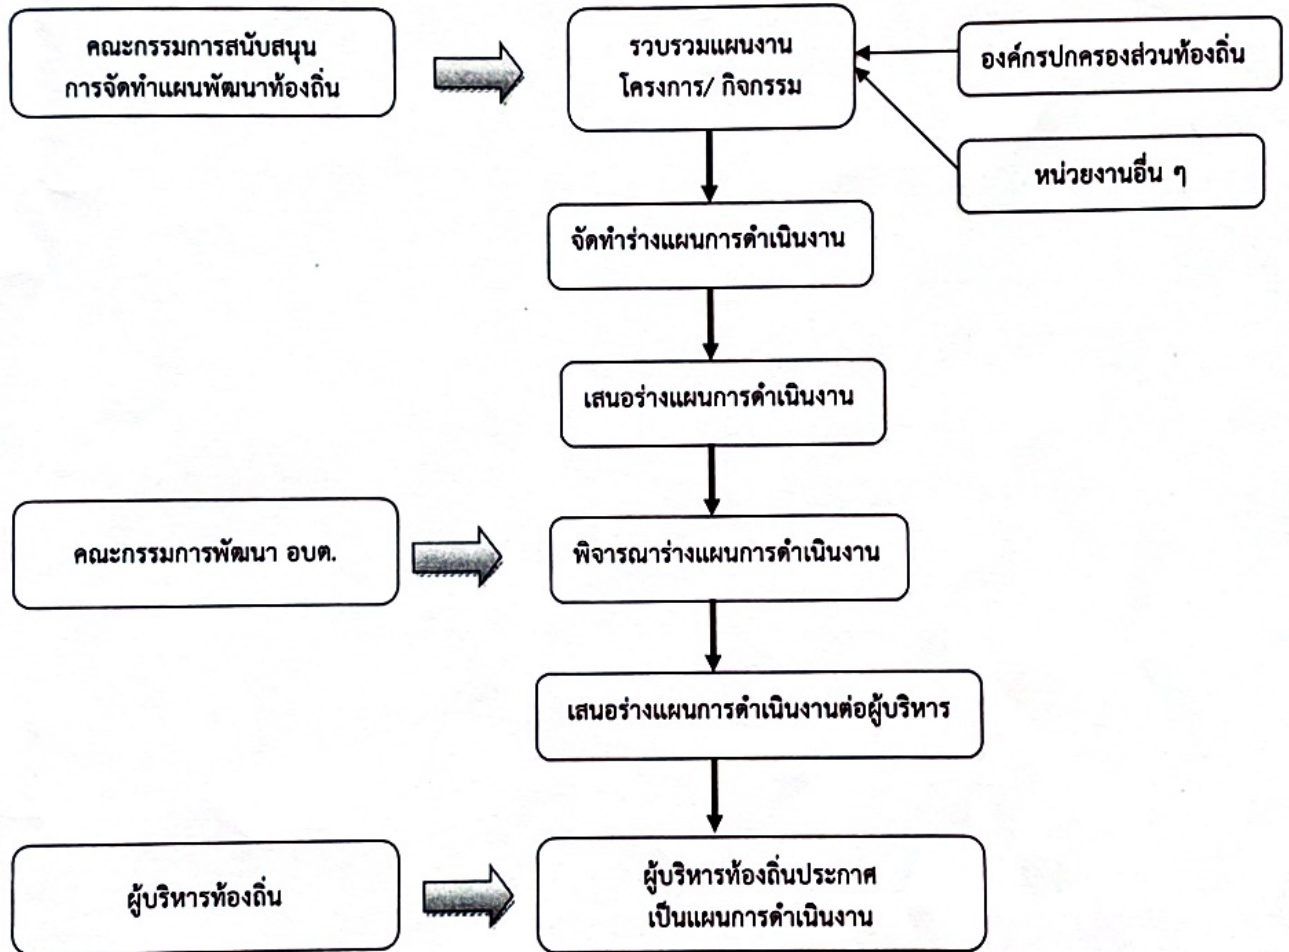 คณะกรรมการสนับสนุน
การจัดทำแผนพัฒนาท้องถิ่น
รวบรวมแผนงาน
โครงการ/ กิจกรรม
องค์กรปกครองส่วนท้องถิ่น
หน่วยงานอื่น ๆ
จัดทำร่างแผนการดำเนินงาน
เสนอร่างแผนการดำเนินงาน
คณะกรรมการพัฒนา อบต.
พิจารณาร่างแผนการดำเนินงาน
เสนอร่างแผนการดำเนินงานต่อผู้บริหาร
ผู้บริหารท้องถิ่น
ผู้บริหารท้องถิ่นประกาศ
เป็นแผนการดำเนินงาน